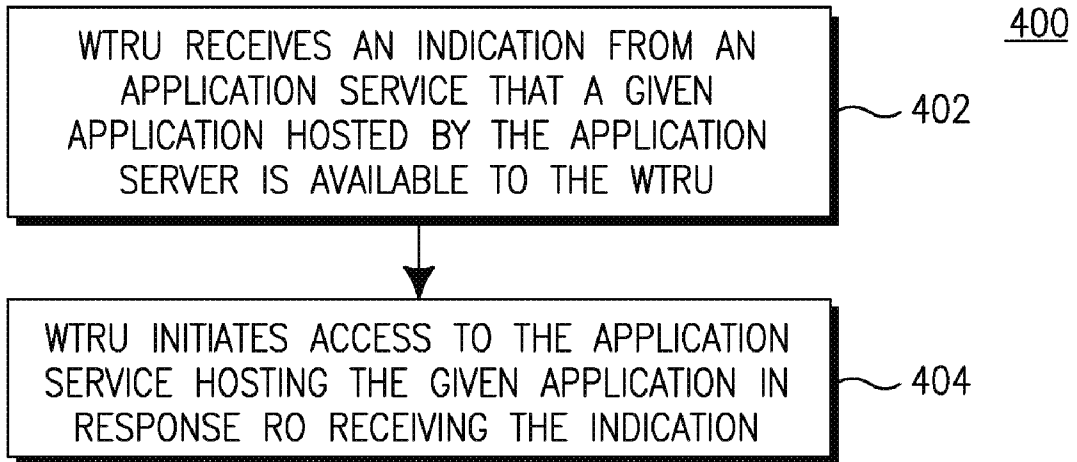 400
WTRU RECEIVES AN INDICATION FROM AN
APPLICATION SERVICE THAT A GIVEN
APPLICATION HOSTED BY THE APPLICATION
SERVER IS AVAILABLE TO THE WTRU
402
WTRU INITIATES ACCESS TO THE APPLICATION
SERVICE HOSTING THE GIVEN APPLICATION IN
RESPONSE RO RECEIVING THE INDICATION
404